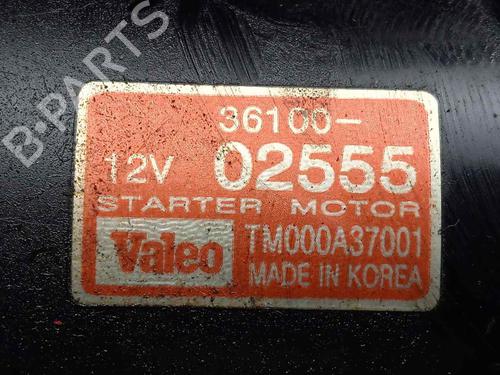 B-PARTS
36100-
12V 02555
STARTER MOTOR
Valeo TM000A37001
MADE IN KOREA